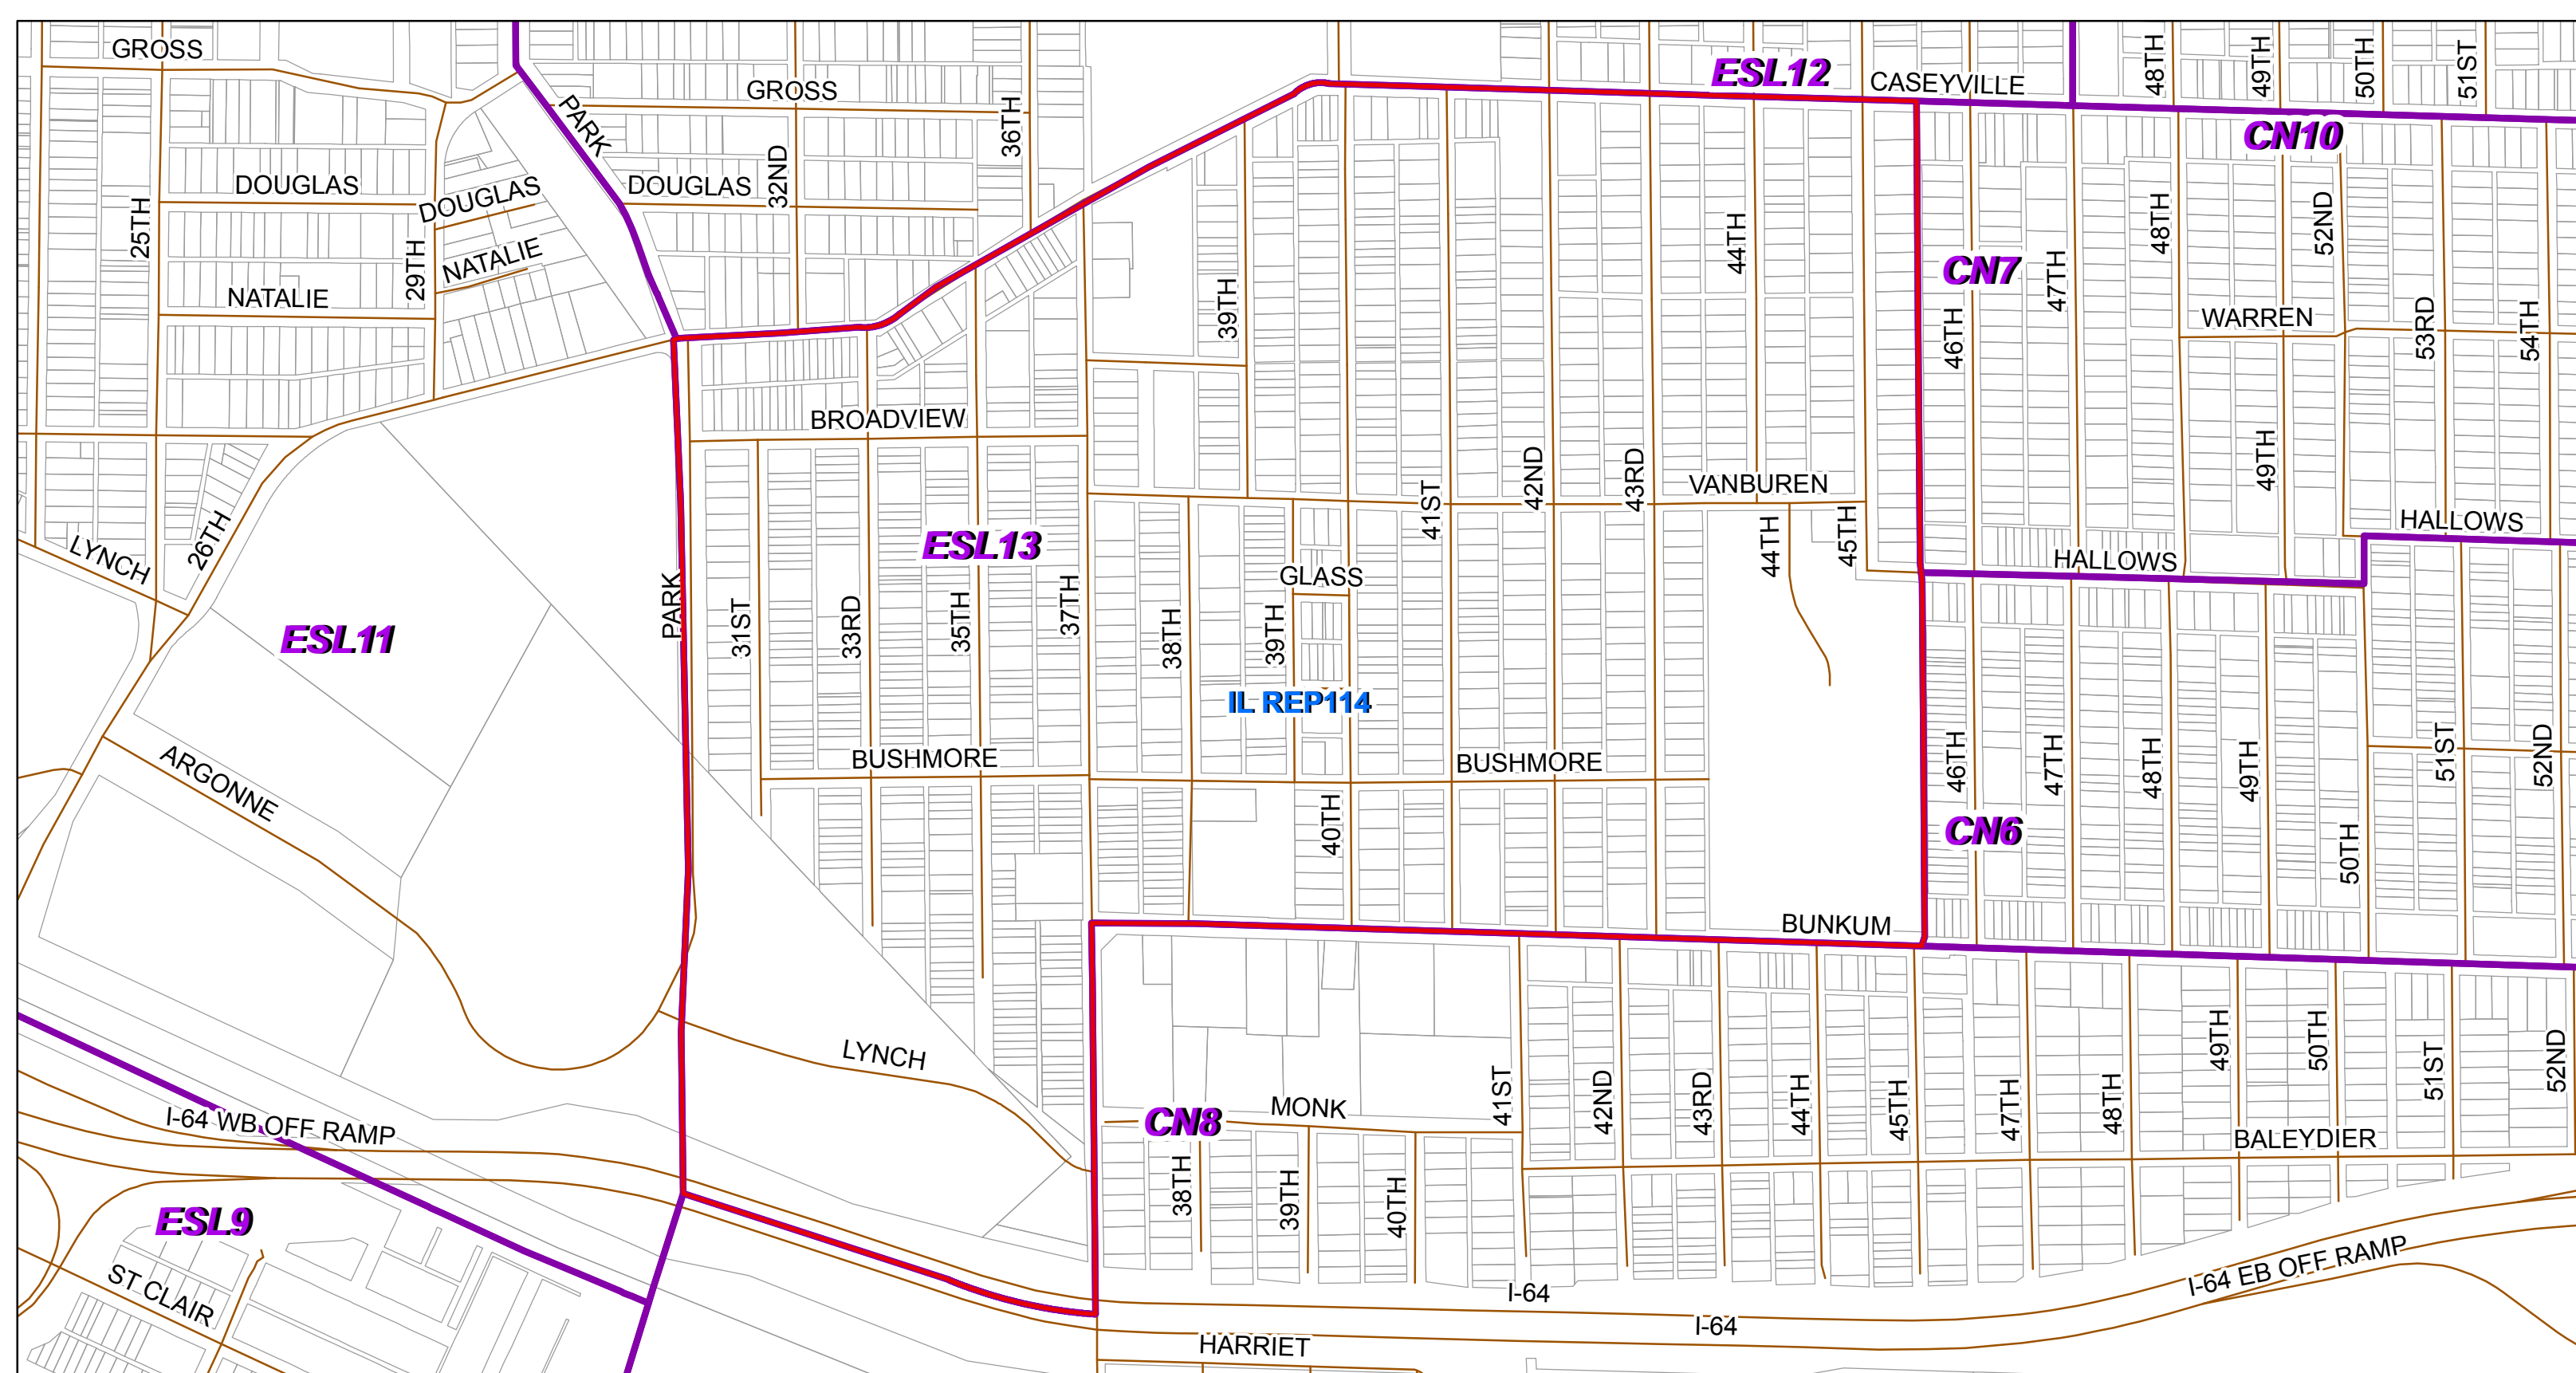 GROSS
GROSS
PARK
36TH
ESL12
CASEYVILLE
48TH
49TH
50TH
51ST
CN10
25TH
DOUGLAS
DOUGLAS
DOUGLAS
32ND
29TH
NATALIE
NATALIE
39TH
44TH
CN7
46TH
47TH
48TH
52ND
WARREN
53RD
54TH
BROADVIEW
LYNCH
26TH
ESL13
41ST
42ND
43RD
VANBUREN
44TH
45TH
49TH
HALLOWS
HALLOWS
ESL11
PARK
31ST
33RD
35TH
37TH
38TH
39TH
GLASS
IL REP114
BUSHMORE
BUSHMORE
ARGONNE
40TH
46TH
47TH
48TH
49TH
50TH
51ST
52ND
CN6
BUNKUM
LYNCH
CN8
MONK
41ST
42ND
43RD
44TH
45TH
47TH
48TH
49TH
50TH
51ST
52ND
BALEYDIER
I-64 WB OFF RAMP
38TH
39TH
40TH
ESL9
ST CLAIR
I-64
I-64
I-64 EB OFF RAMP
HARRIET